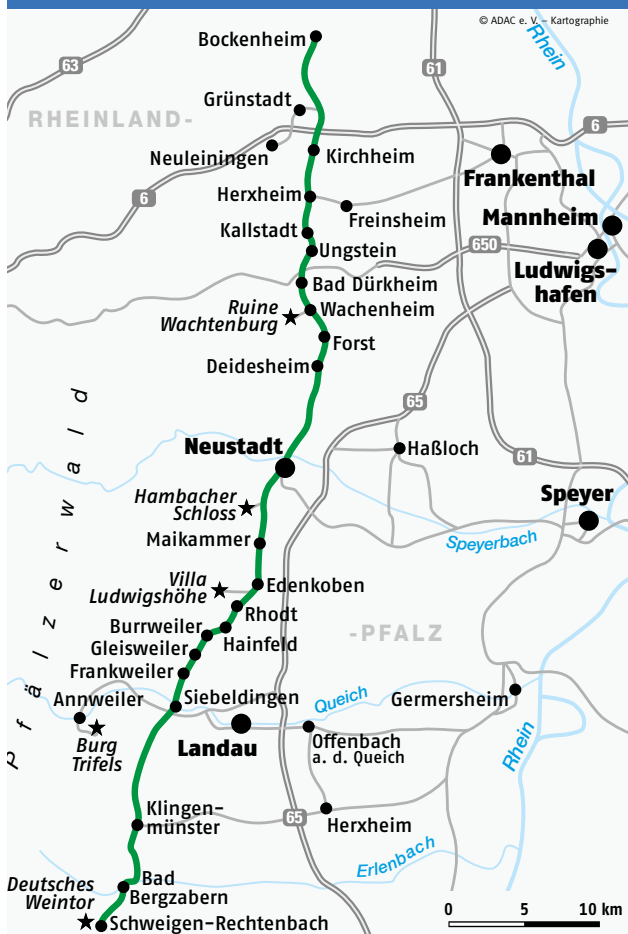 © ADAC e. V. – Kartographie
Bockenheim
Rhein
63
61
Grünstadt
RHEINLAND-
6
Neuleiningen
Kirchheim
Frankenthal
6
Herxheim
Freinsheim
Mannheim
Kallstadt
Ungstein
650
Ludwigs-
hafen
Bad Dürkheim
Ruine
Wachtenburg
Wachenheim
Forst
Deidesheim
65
Pfälzerwald
Neustadt
Haßloch
61
Hambacher
Schloss
Speyer
Maikammer
Speyerbach
Villa
Ludwigshöhe
Edenkoben
Rhodt
Burrweiler
Hainfeld
-PFALZ
Gleisweiler
Frankweiler
Annweiler
Siebeldingen
Queich
Germersheim
Burg
Trifels
Landau
Offenbach
a. d. Queich
Rhein
Klingen-
münster
65
Herxheim
Erlenbach
Deutsches
Weintor
Bad
Bergzabern
Schweigen-Rechtenbach
0 5 10 km